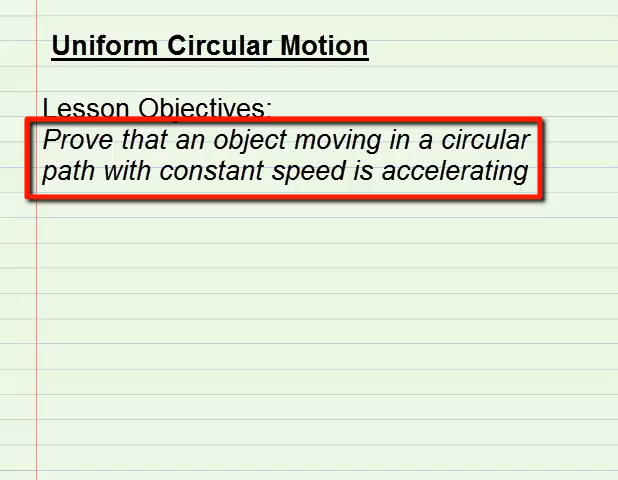 Uniform Circular Motion
Lesson Objectives:
Prove that an object moving in a circular
path with constant speed is accelerating